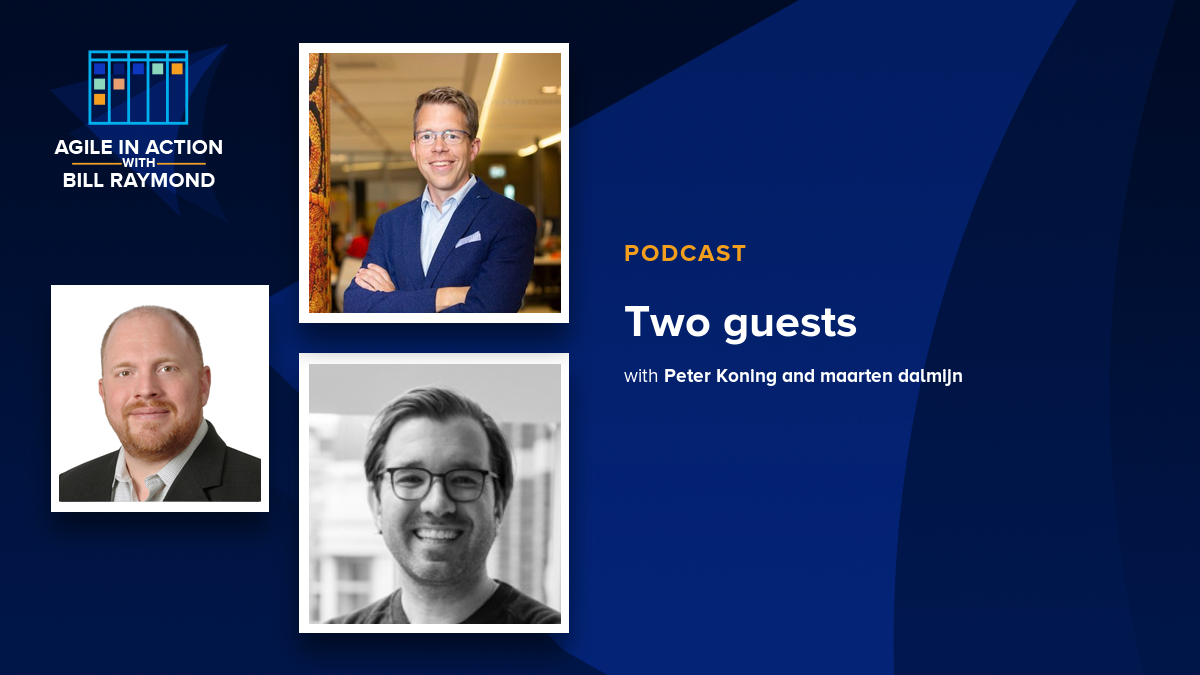 AGILE IN ACTION
WITH
BILL RAYMOND
PODCAST
Two guests
with Peter Koning and maarten dalmijn